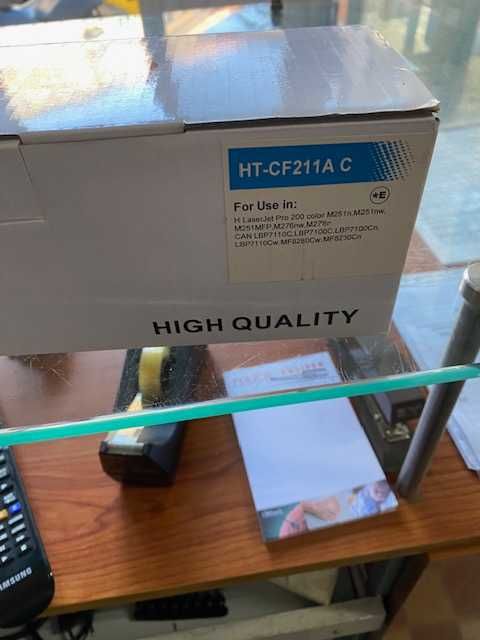 HT-CF211A C
*E
For Use in:
H LaserJet Pro 200 color M251n,M251nw,
M251MFP,M276nw,M276n
CAN LBP7110C,LBP7100C,LBP7100Cn,
LBP7110Cw,MF8280Cw,MF8230Cn
HIGH QUALITY
SAMSUNG